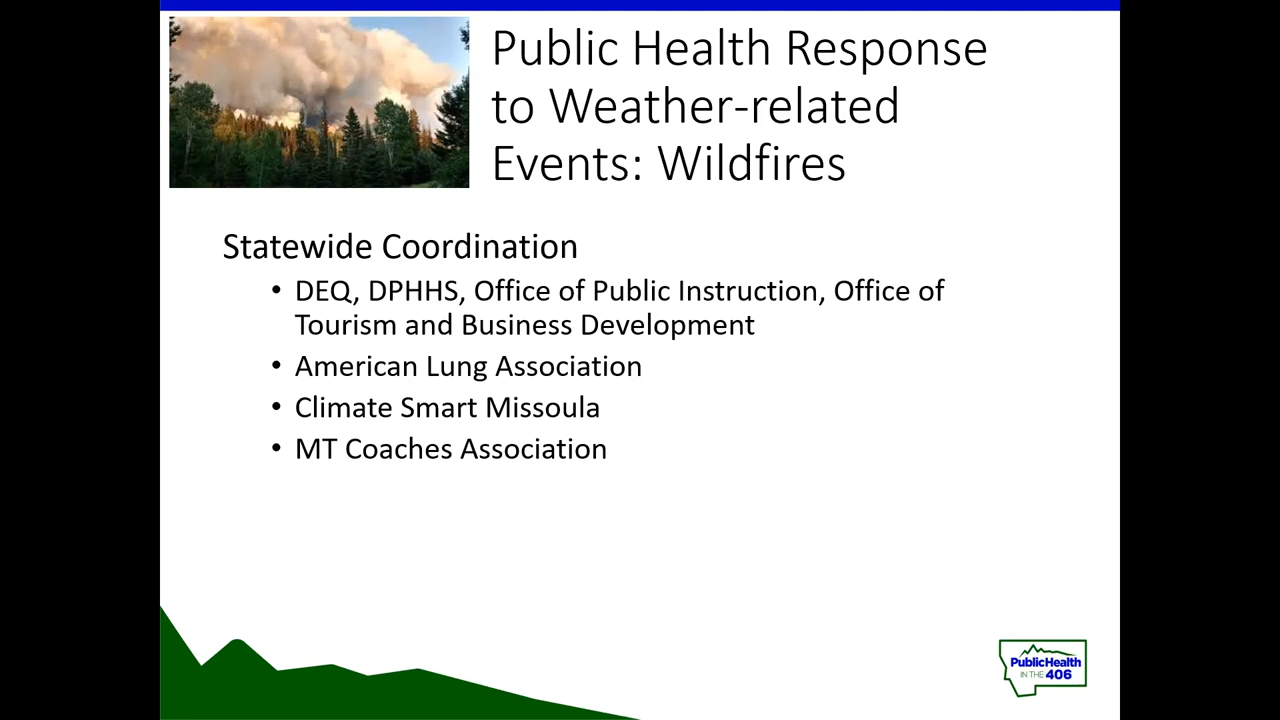 Public Health Response
to Weather-related
Events: Wildfires
Statewide Coordination
• DEQ, DPHHS, Office of Public Instruction, Office of
Tourism and Business Development
• American Lung Association
• Climate Smart Missoula
• MT Coaches Association
PublicHealth
IN THE 406